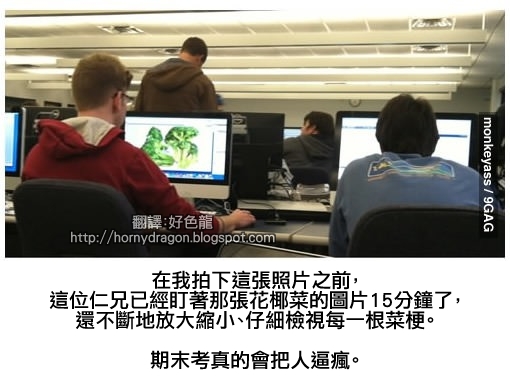 monkeyass / 9GAG
翻譯:好色龍
http://hornydragon.blogspot.com
在我拍下這張照片之前,
這位仁兄已經盯著那張花椰菜的圖片15分鐘了,
還不斷地放大縮小、仔細檢視每一根菜梗。
期末考真的會把人逼瘋。